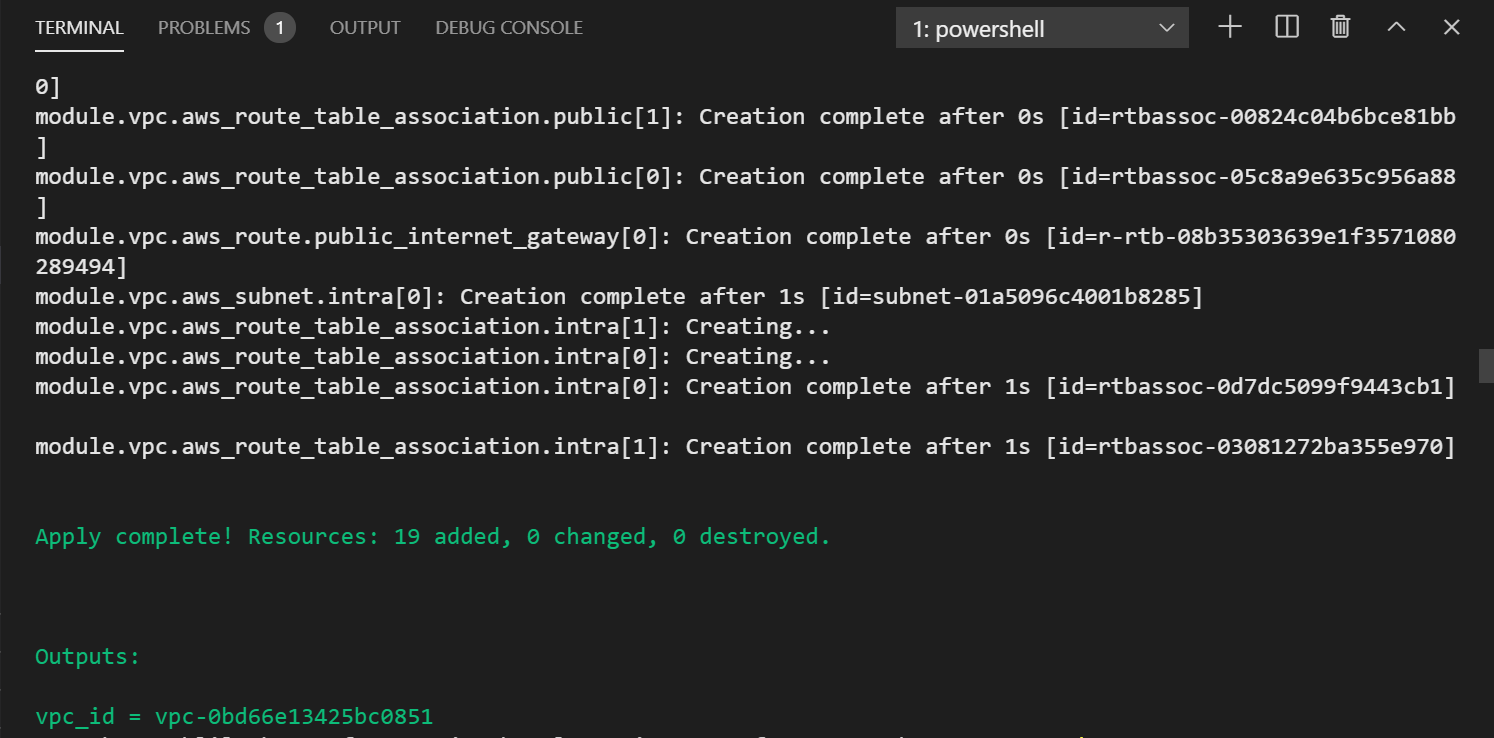 TERMINAL PROBLEMS 1 OUTPUT DEBUG CONSOLE 1: powershell
0]
module.vpc.aws_route_table_association.public[1]: Creation complete after 0s [id=rtbassoc-00824c04b6bce81bb
]
module.vpc.aws_route_table_association.public[0]: Creation complete after 0s [id=rtbassoc-05c8a9e635c956a88
]
module.vpc.aws_route.public_internet_gateway[0]: Creation complete after 0s [id=r-rtb-08b35303639e1f3571080
289494]
module.vpc.aws_subnet.intra[0]: Creation complete after 1s [id=subnet-01a5096c4001b8285]
module.vpc.aws_route_table_association.intra[1]: Creating...
module.vpc.aws_route_table_association.intra[0]: Creating...
module.vpc.aws_route_table_association.intra[0]: Creation complete after 1s [id=rtbassoc-0d7dc5099f9443cb1]
module.vpc.aws_route_table_association.intra[1]: Creation complete after 1s [id=rtbassoc-03081272ba355e970]
Apply complete! Resources: 19 added, 0 changed, 0 destroyed.
Outputs:
vpc_id = vpc-0bd66e13425bc0851